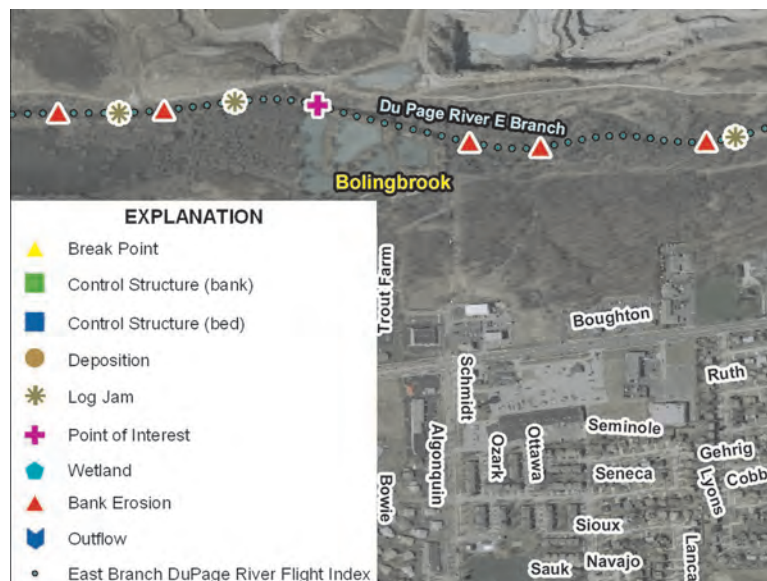 Du Page River E Branch
Bolingbrook
EXPLANATION
Break Point
Control Structure (bank)
Control Structure (bed)
Deposition
Log Jam
Point of Interest
Wetland
Bank Erosion
Outflow
East Branch DuPage River Flight Index
Trout Farm
Boughton
Schmidt
Ruth
Algonquin
Ozark
Ottawa
Seminole
Gehrig
Bowie
Seneca
Lyons
Cobb
Sioux
Sauk
Navajo
Lanca